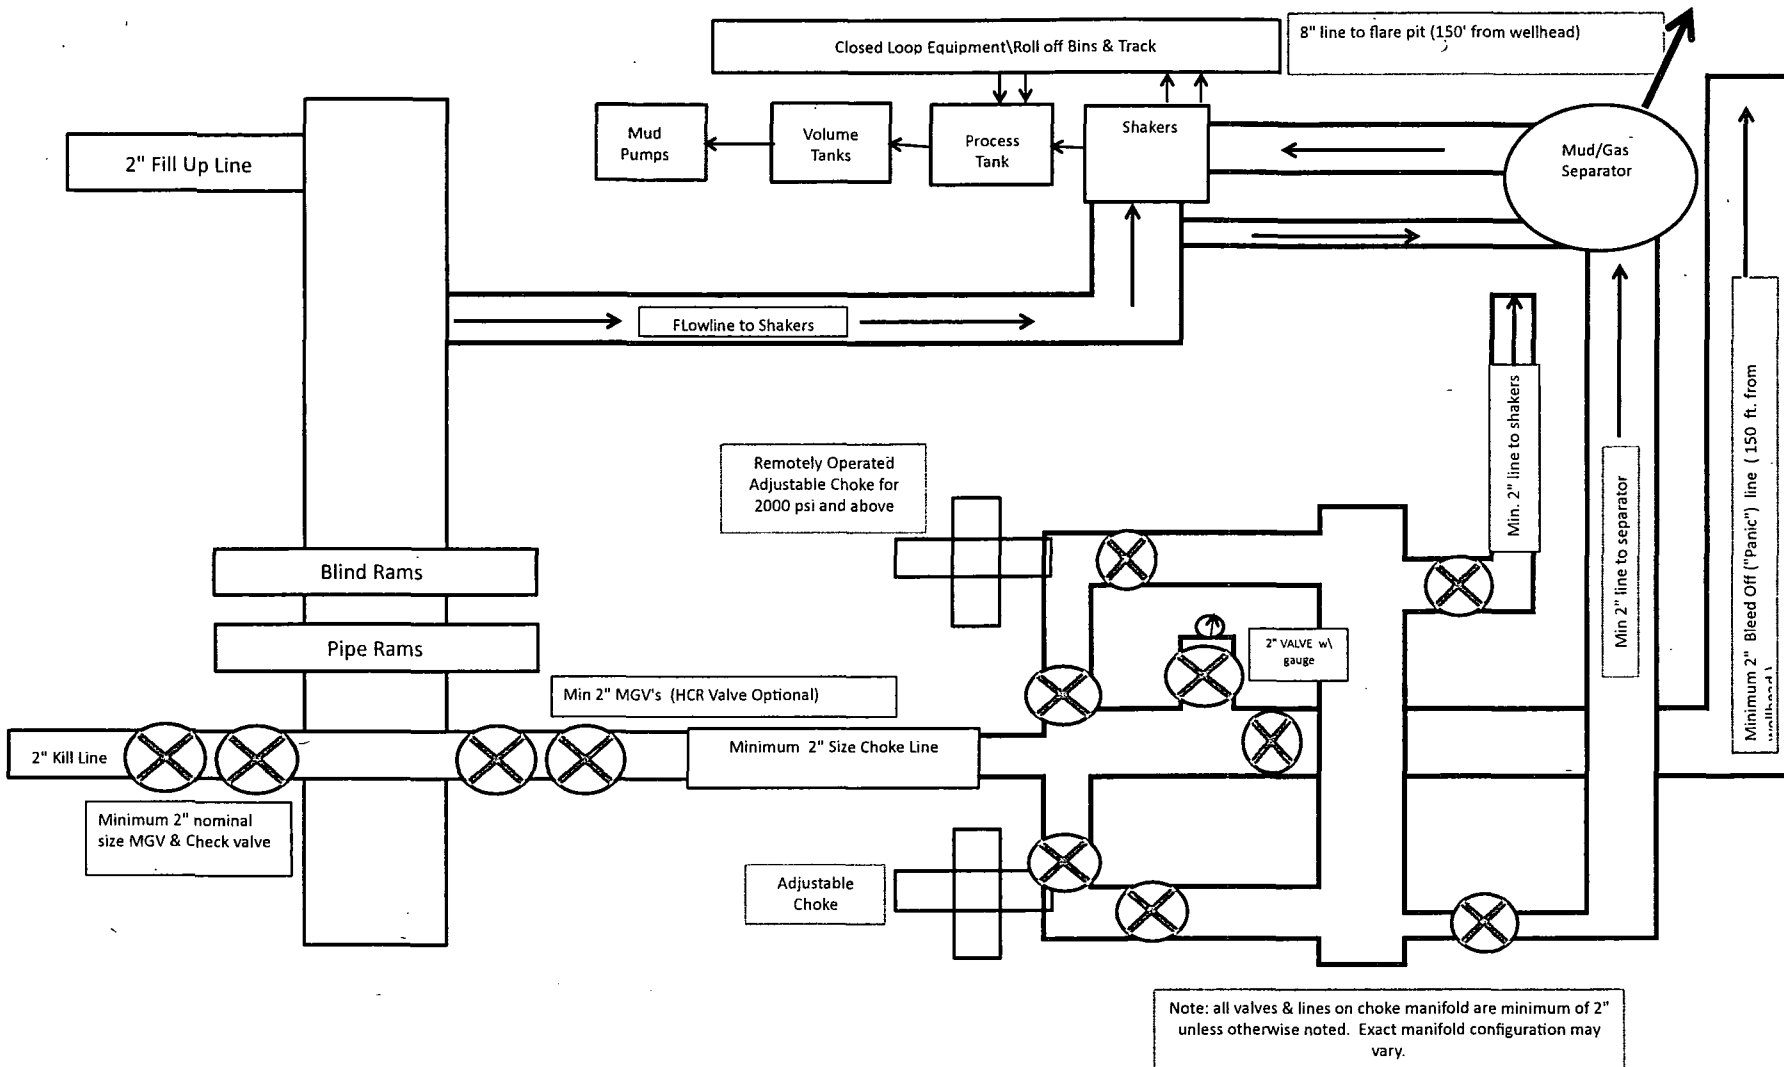 Closed Loop Equipment\Roll off Bins & Track
8" line to flare pit (150' from wellhead)
2" Fill Up Line
Mud
Pumps
Volume
Tanks
Process
Tank
Shakers
Mud/Gas
Separator
FLowline to Shakers
Blind Rams
Pipe Rams
Remotely Operated
Adjustable Choke for
2000 psi and above
Min. 2" line to shakers
Min 2" line to separator
Minimum 2" Bleed Off ("Panic") line ( 150 ft. from
wellhead)
2" VALVE w\
gauge
Min 2" MGV's (HCR Valve Optional)
2" Kill Line
Minimum 2" Size Choke Line
Minimum 2" nominal
size MGV & Check valve
Adjustable
Choke
Note: all valves & lines on choke manifold are minimum of 2"
unless otherwise noted. Exact manifold configuration may
vary.